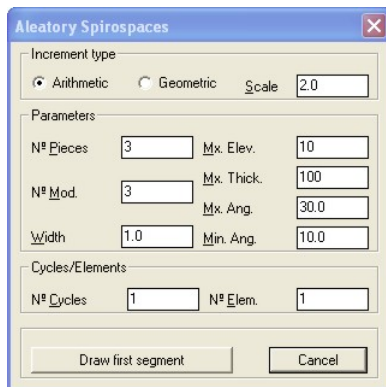 Aleatory Spirospaces
Increment type
Arithmetic Geometric Scale 2.0
Parameters
Nº Pieces 3 Mx. Elev. 10
Mx. Thick. 100
Nº Mod. 3
Mx. Ang. 30.0
Width 1.0 Min. Ang. 10.0
Cycles/Elements
Nº Cycles 1 Nº Elem. 1
Draw first segment Cancel